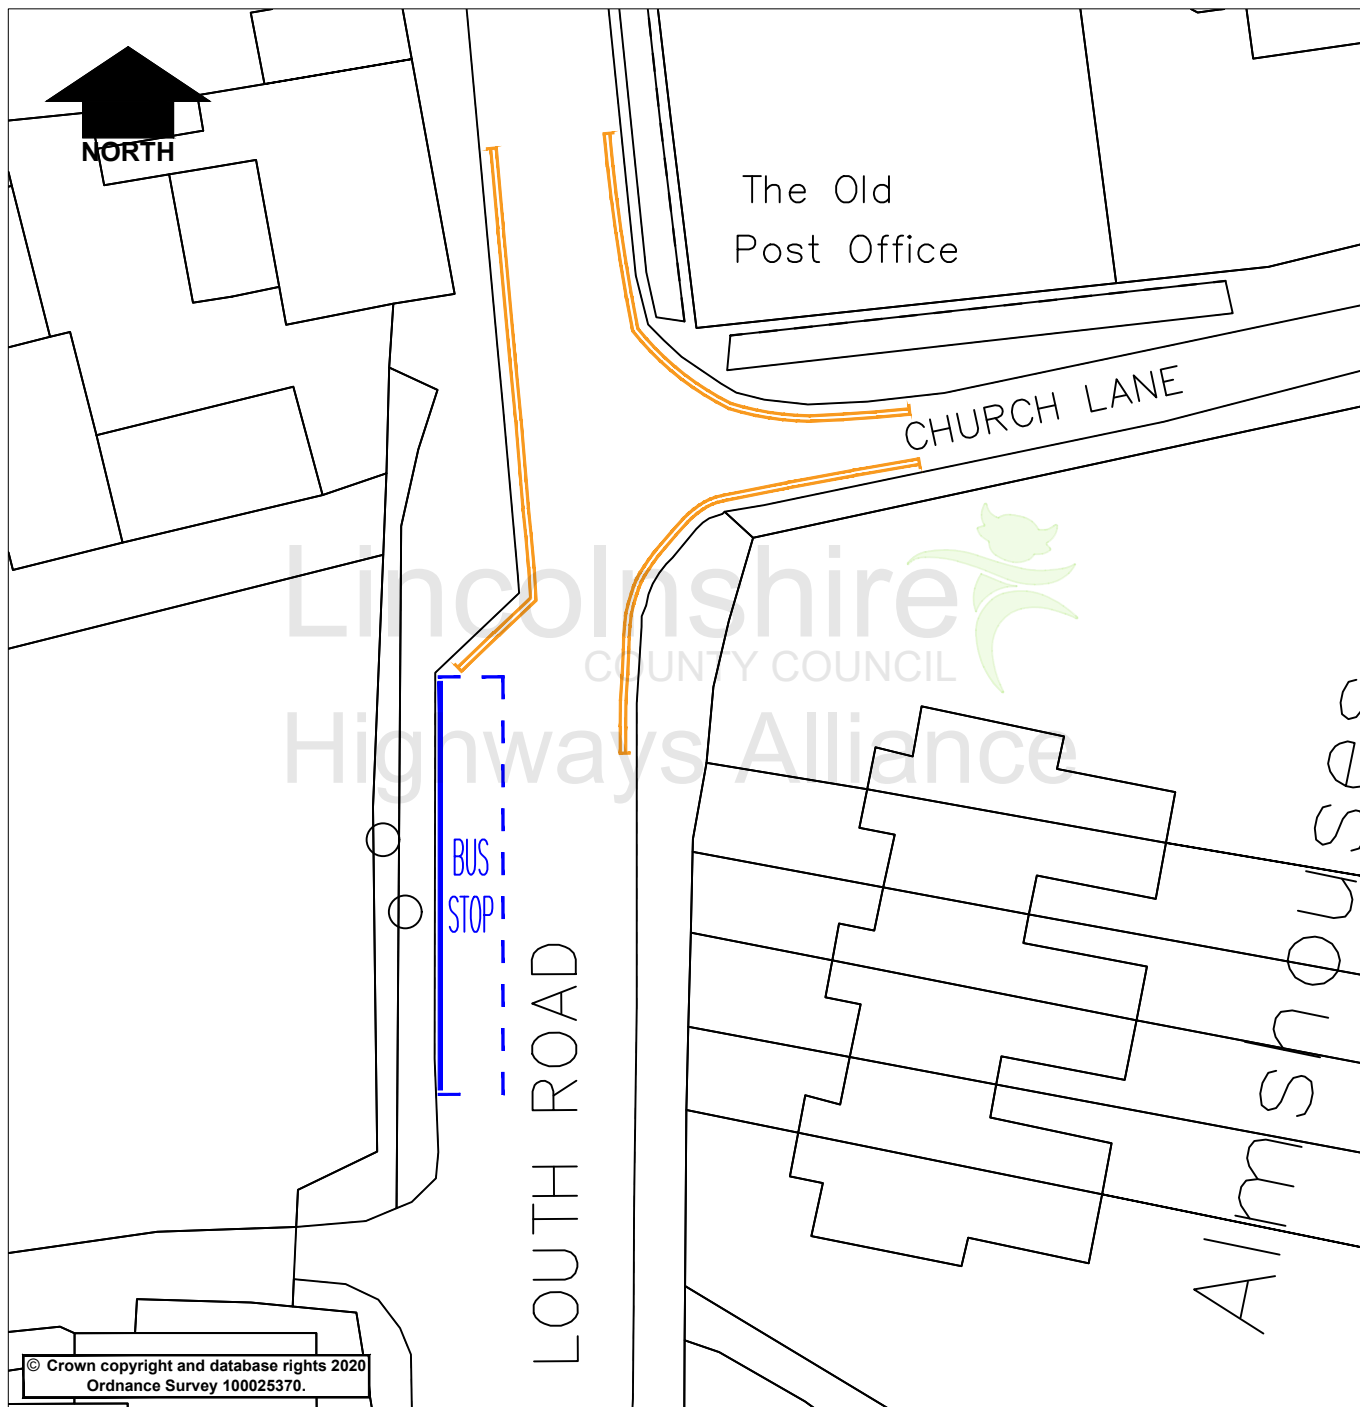 NORTH
The Old
Post Office
CHURCH LANE
Lincolnshire
COUNTY COUNCIL
Highways Alliance
BUS
STOP
LOUTH ROAD
Almshouses
© Crown copyright and database rights 2020
Ordnance Survey 100025370.